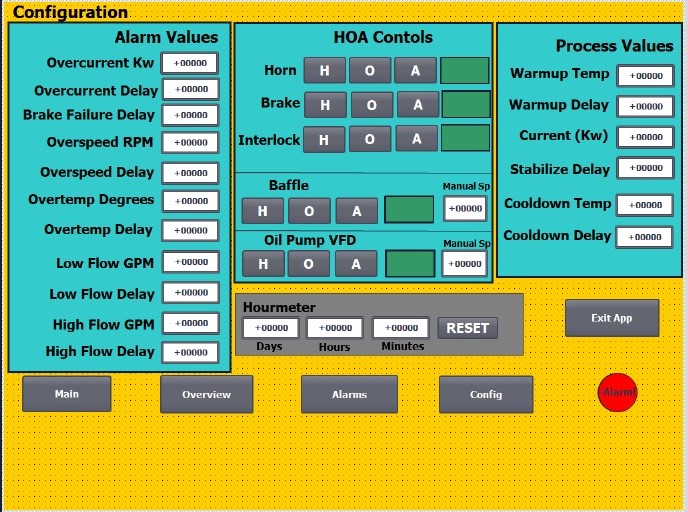 Configuration
Alarm Values
Overcurrent Kw +00000
Overcurrent Delay +00000
Brake Failure Delay +00000
Overspeed RPM +00000
Overspeed Delay +00000
Overtemp Degrees +00000
Overtemp Delay +00000
Low Flow GPM +00000
Low Flow Delay +00000
High Flow GPM +00000
High Flow Delay +00000
HOA Contols
Horn H O A
Brake H O A
Interlock H O A
Baffle Manual Sp
H O A +00000
Oil Pump VFD Manual Sp
H O A +00000
Process Values
Warmup Temp +00000
Warmup Delay +00000
Current (Kw) +00000
Stabilize Delay +00000
Cooldown Temp +00000
Cooldown Delay +00000
Hourmeter
+00000 +00000 +00000 RESET
Days Hours Minutes
Exit App
Main Overview Alarms Config Alarm!